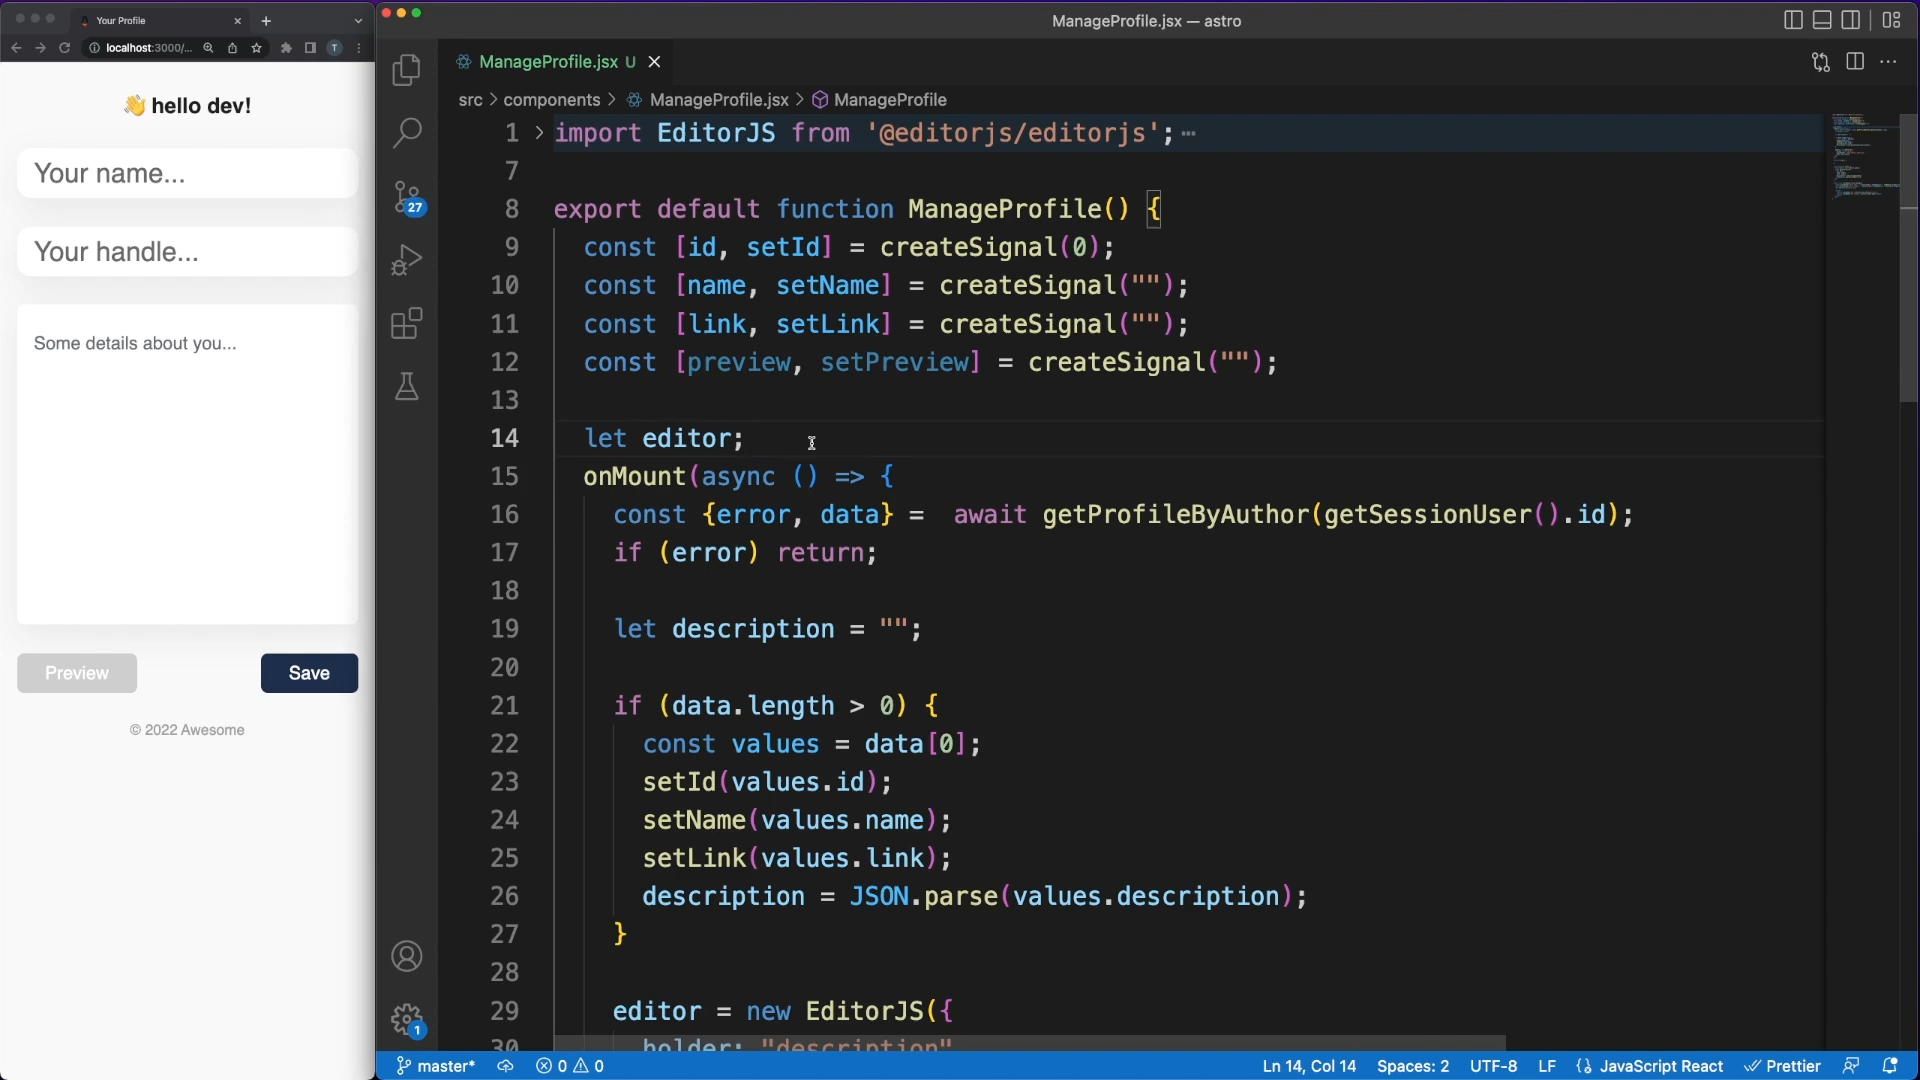 Your Profile
localhost:3000/...
T
👋 hello dev!
Your name...
Your handle...
Some details about you...
Preview
Save
© 2022 Awesome
ManageProfile.jsx — astro
ManageProfile.jsx U
src > components > ManageProfile.jsx > ManageProfile
27
1 import EditorJS from '@editorjs/editorjs';
7
8 export default function ManageProfile() {
9 const [id, setId] = createSignal(0);
10 const [name, setName] = createSignal("");
11 const [link, setLink] = createSignal("");
12 const [preview, setPreview] = createSignal("");
13
14 let editor;
15 onMount(async () => {
16 const {error, data} =  await getProfileByAuthor(getSessionUser().id);
17 if (error) return;
18
19 let description = "";
20
21 if (data.length > 0) {
22 const values = data[0];
23 setId(values.id);
24 setName(values.name);
25 setLink(values.link);
26 description = JSON.parse(values.description);
27 }
28
29 editor = new EditorJS({
30 holder: "description"
1
master* 0 0 Ln 14, Col 14 Spaces: 2 UTF-8 LF {} JavaScript React Prettier